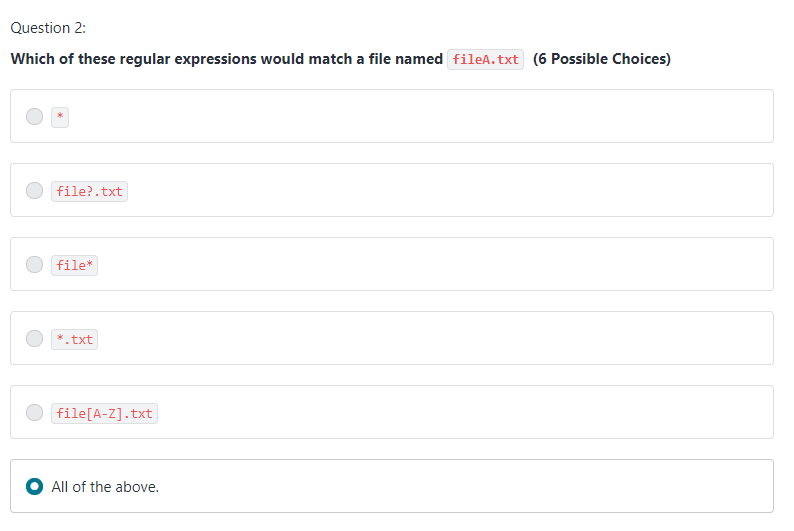 Question 2:
Which of these regular expressions would match a file named fileA.txt (6 Possible Choices)
*
file?.txt
file*
*.txt
file[A-Z].txt
All of the above.